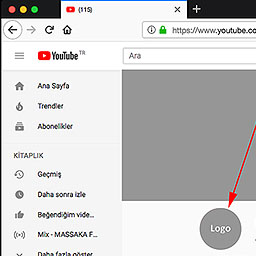 (115)
https://www.youtube.co
YouTube TR
Ara
Ana Sayfa
Trendler
Abonelikler
KİTAPLIK
Geçmiş
Daha sonra izle
Beğendiğim vide...
Mix - MASSAKA F...
Daha fazla göster
Logo